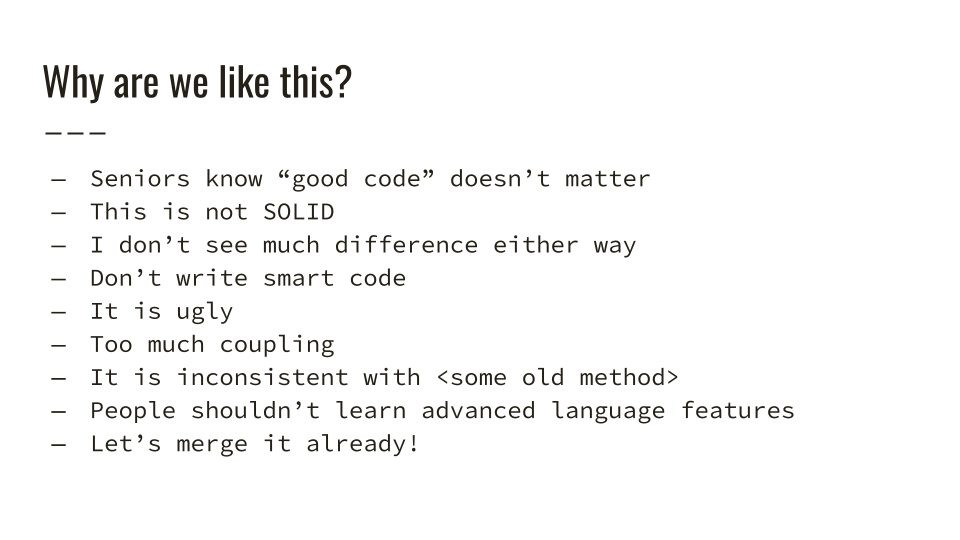 Why are we like this?
———
— Seniors know “good code” doesn’t matter
— This is not SOLID
— I don’t see much difference either way
— Don’t write smart code
— It is ugly
— Too much coupling
— It is inconsistent with <some old method>
— People shouldn’t learn advanced language features
— Let’s merge it already!